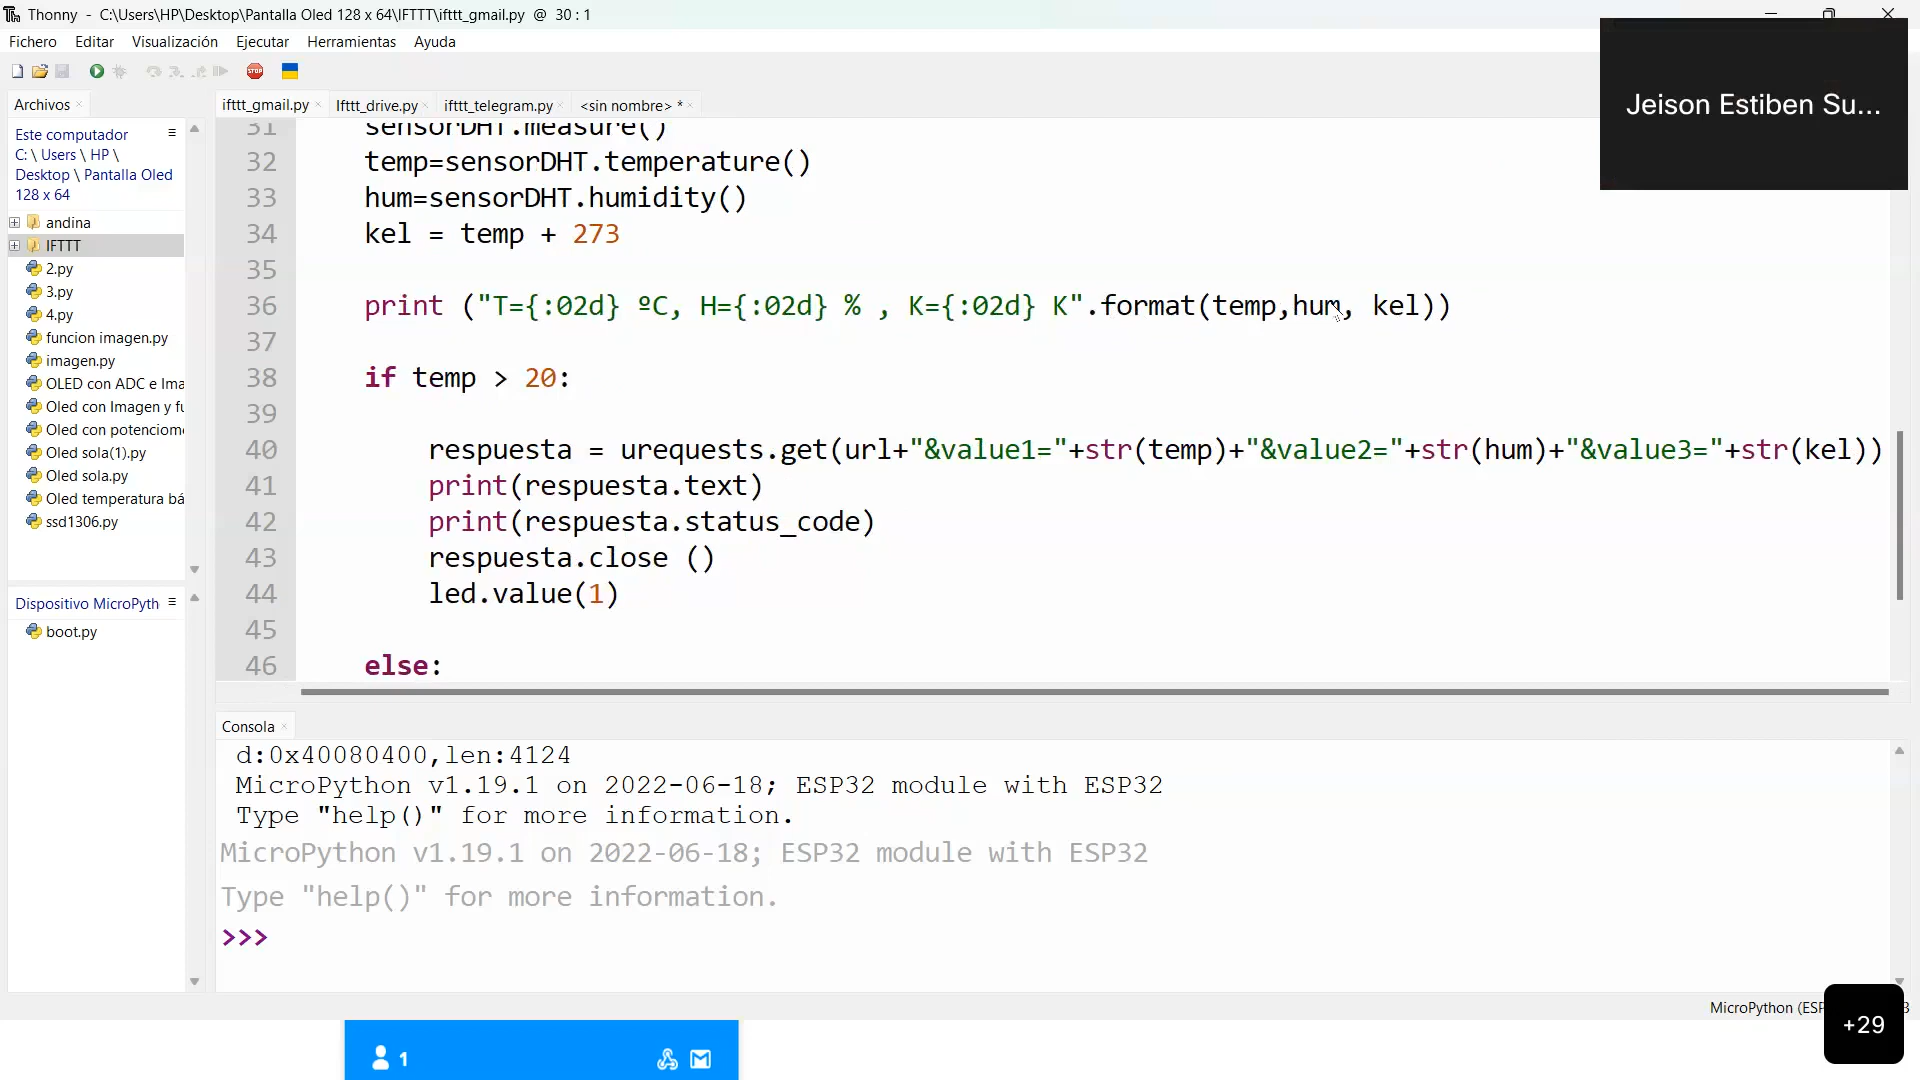 Thonny - C:\Users\HP\Desktop\Pantalla Oled 128 x 64\IFTTT\ifttt_gmail.py @ 30 : 1
Fichero Editar Visualización Ejecutar Herramientas Ayuda
STOP
Archivos
Este computador
C: \ Users \ HP \
Desktop \ Pantalla Oled
128 x 64
andina
IFTTT
2.py
3.py
4.py
funcion imagen.py
imagen.py
OLED con ADC e Ima
Oled con Imagen y fu
Oled con potenciom
Oled sola(1).py
Oled sola.py
Oled temperatura bá
ssd1306.py
Dispositivo MicroPyth
boot.py
ifttt_gmail.py Ifttt_drive.py ifttt_telegram.py <sin nombre> *
31 sensorDHT.measure()
32 temp=sensorDHT.temperature()
33 hum=sensorDHT.humidity()
34 kel = temp + 273
35
36 print ("T={:02d} ºC, H={:02d} % , K={:02d} K".format(temp,hum, kel))
37
38 if temp > 20:
39
40 respuesta = urequests.get(url+"&value1="+str(temp)+"&value2="+str(hum)+"&value3="+str(kel))
41 print(respuesta.text)
42 print(respuesta.status_code)
43 respuesta.close ()
44 led.value(1)
45
46 else:
Consola
d:0x40080400,len:4124
MicroPython v1.19.1 on 2022-06-18; ESP32 module with ESP32
Type "help()" for more information.
MicroPython v1.19.1 on 2022-06-18; ESP32 module with ESP32
Type "help()" for more information.
>>>
MicroPython (ESP
Jeison Estiben Su...
+29
1